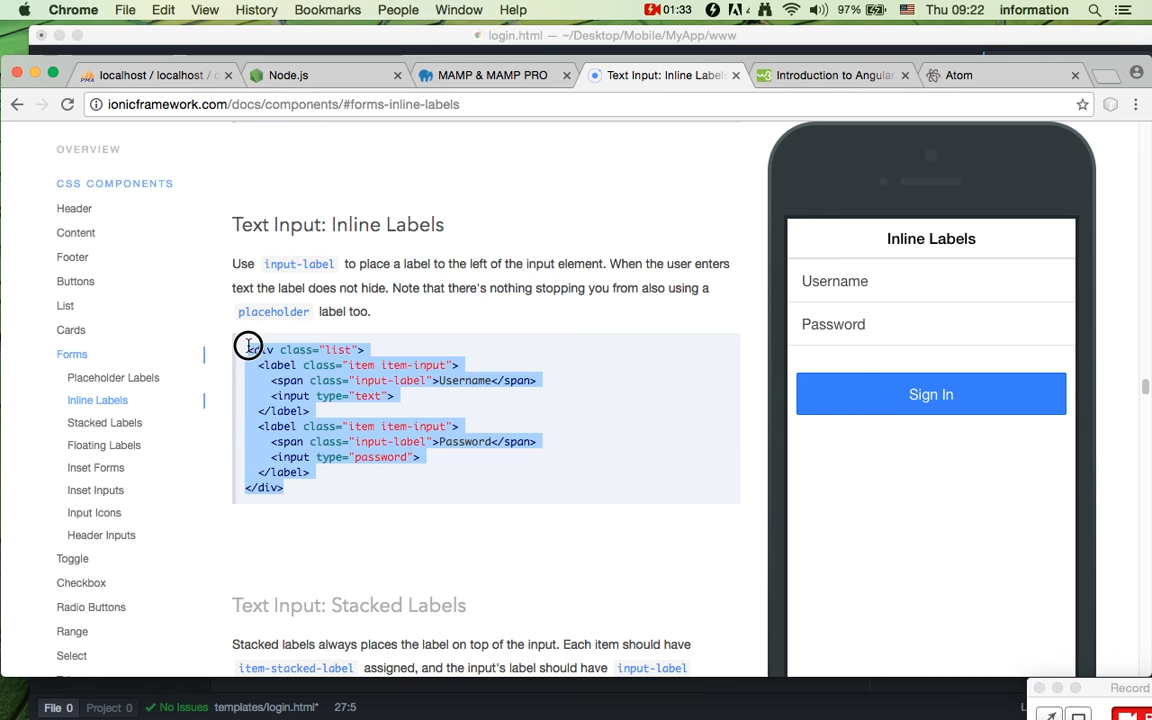 Chrome File Edit View History Bookmarks People Window Help 01:33 4 97% Thu 09:22 information
login.html — ~/Desktop/Mobile/MyApp/www
localhost / localhost / Node.js MAMP & MAMP PRO Text Input: Inline Labels Introduction to Angular Atom
ionicframework.com/docs/components/#forms-inline-labels
OVERVIEW
CSS COMPONENTS
Header
Content
Footer
Buttons
List
Cards
Forms
Placeholder Labels
Inline Labels
Stacked Labels
Floating Labels
Inset Forms
Inset Inputs
Input Icons
Header Inputs
Toggle
Checkbox
Radio Buttons
Range
Select
Text Input: Inline Labels
Use input-label to place a label to the left of the input element. When the user enters
text the label does not hide. Note that there's nothing stopping you from also using a
placeholder label too.
<div class="list">
<label class="item item-input">
<span class="input-label">Username</span>
<input type="text">
</label>
<label class="item item-input">
<span class="input-label">Password</span>
<input type="password">
</label>
</div>
Text Input: Stacked Labels
Stacked labels always places the label on top of the input. Each item should have
item-stacked-label assigned, and the input's label should have input-label
Inline Labels
Username
Password
Sign In
File 0 Project 0 No Issues templates/login.html* 27:5
Record